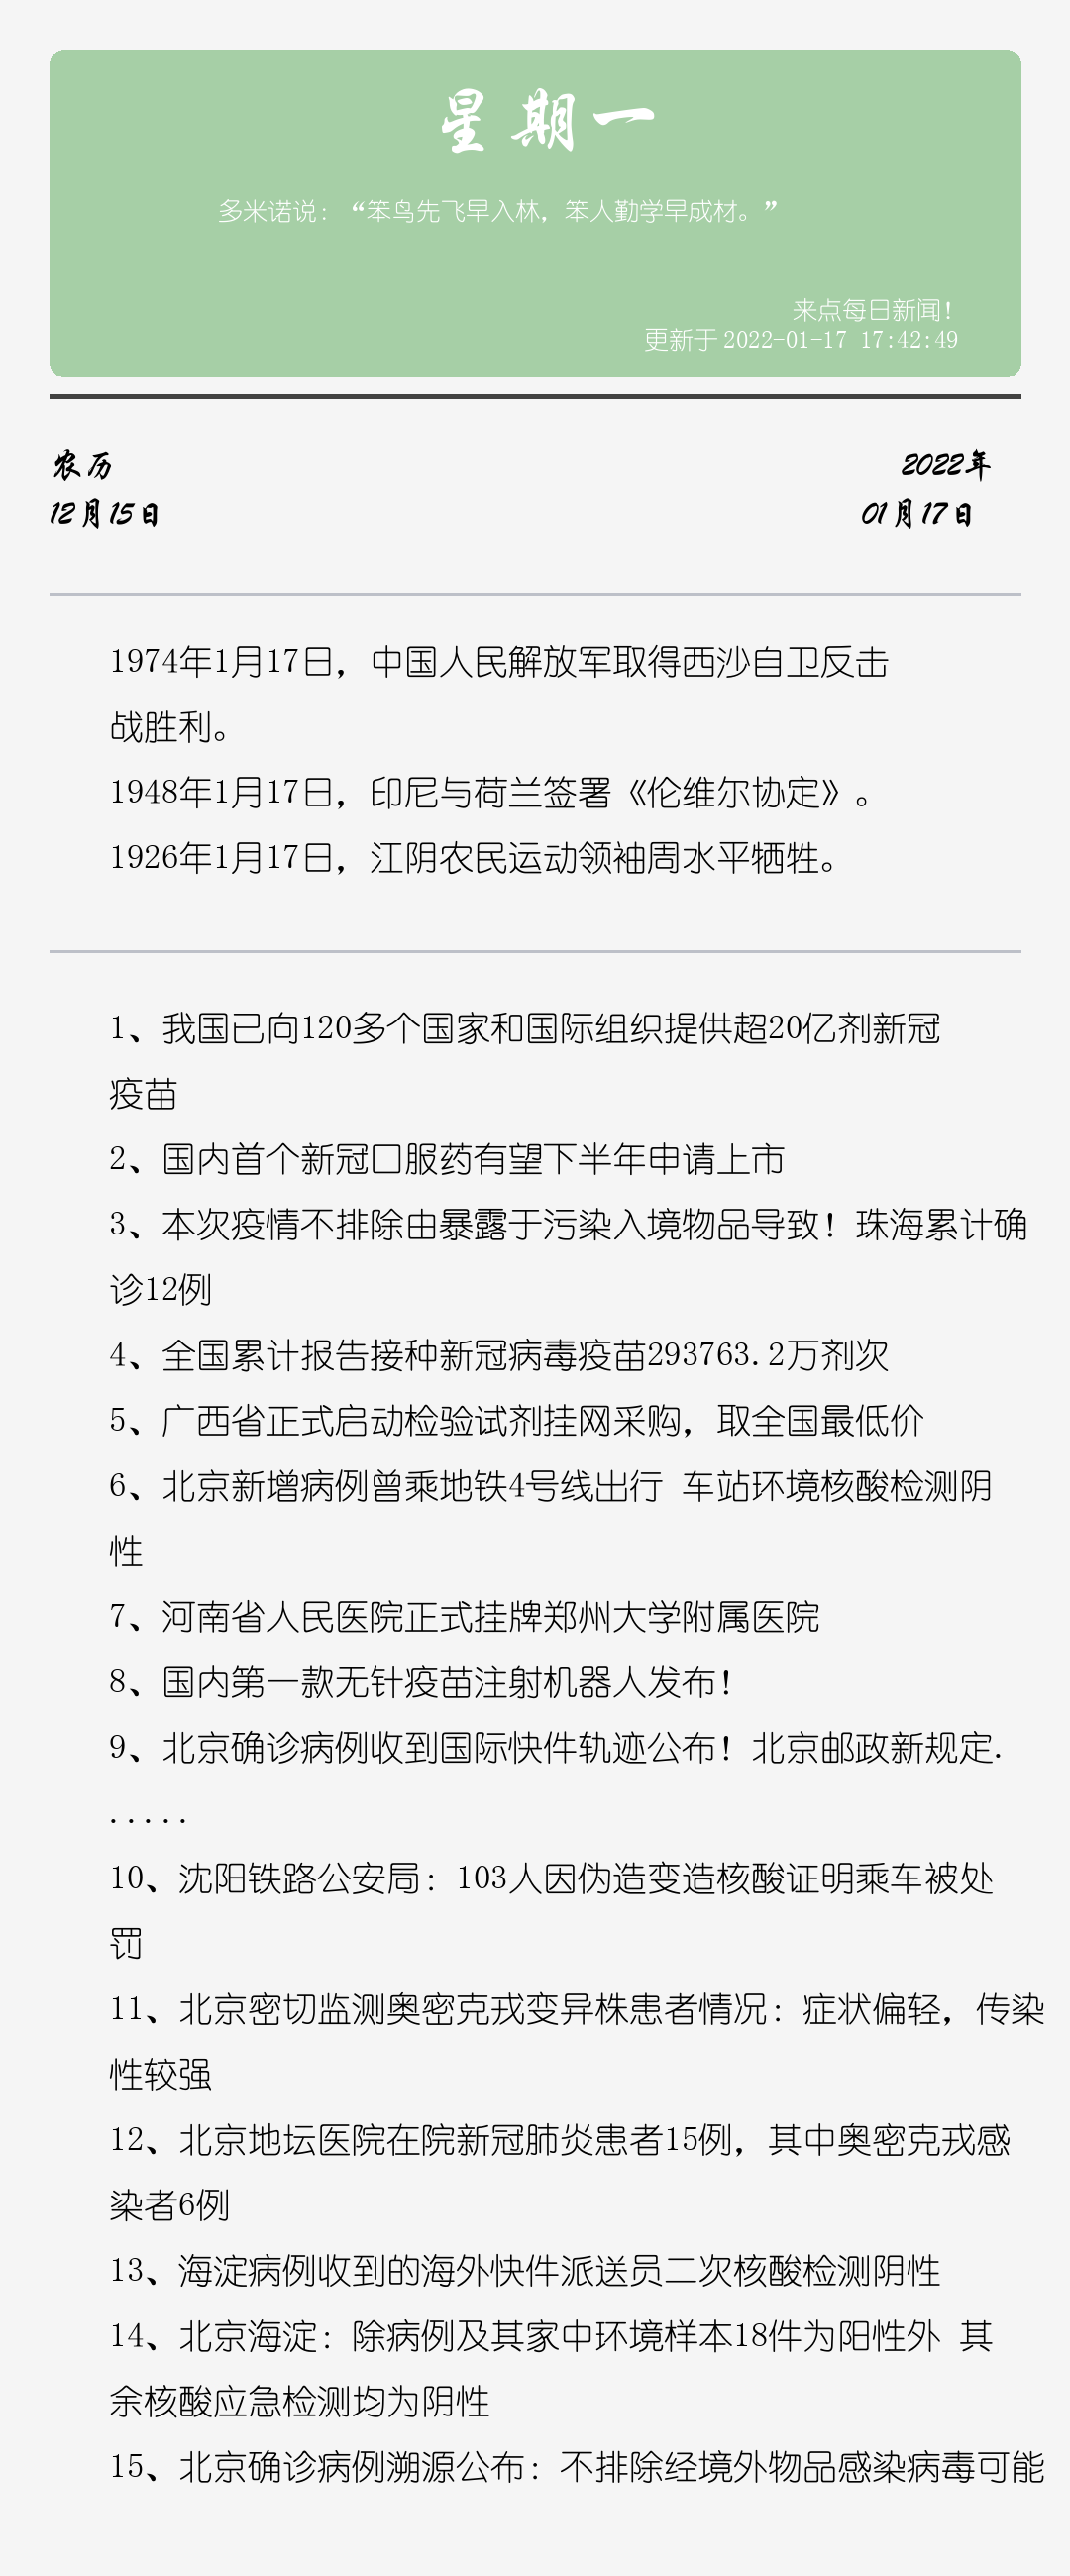 星期一
多米诺说：“笨鸟先飞早入林，笨人勤学早成材。”
来点每日新闻！
更新于 2022-01-17 17:42:49
农历
2022年
12月15日
01月17日
1974年1月17日，中国人民解放军取得西沙自卫反击
战胜利。
1948年1月17日，印尼与荷兰签署《伦维尔协定》。
1926年1月17日，江阴农民运动领袖周水平牺牲。
1、我国已向120多个国家和国际组织提供超20亿剂新冠
疫苗
2、国内首个新冠口服药有望下半年申请上市
3、本次疫情不排除由暴露于污染入境物品导致！珠海累计确
诊12例
4、全国累计报告接种新冠病毒疫苗293763.2万剂次
5、广西省正式启动检验试剂挂网采购，取全国最低价
6、北京新增病例曾乘地铁4号线出行 车站环境核酸检测阴
性
7、河南省人民医院正式挂牌郑州大学附属医院
8、国内第一款无针疫苗注射机器人发布！
9、北京确诊病例收到国际快件轨迹公布！北京邮政新规定.
.....
10、沈阳铁路公安局：103人因伪造变造核酸证明乘车被处
罚
11、北京密切监测奥密克戎变异株患者情况：症状偏轻，传染
性较强
12、北京地坛医院在院新冠肺炎患者15例，其中奥密克戎感
染者6例
13、海淀病例收到的海外快件派送员二次核酸检测阴性
14、北京海淀：除病例及其家中环境样本18件为阳性外 其
余核酸应急检测均为阴性
15、北京确诊病例溯源公布：不排除经境外物品感染病毒可能